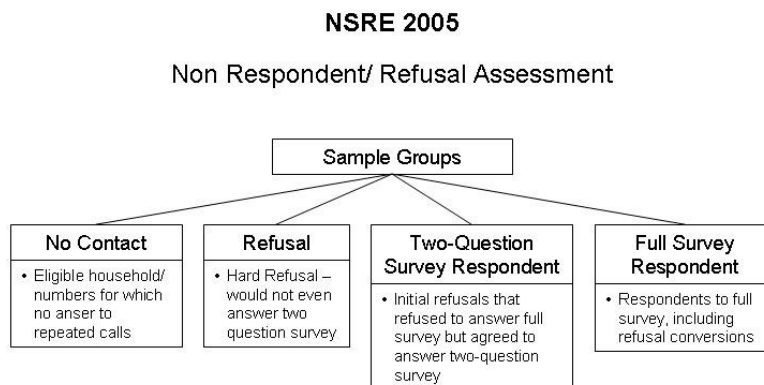 NSRE 2005
Non Respondent/ Refusal Assessment
Sample Groups
No Contact
• Eligible household/
numbers for which
no anser to
repeated calls
Refusal
• Hard Refusal –
would not even
answer two
question survey
Two-Question
Survey Respondent
• Initial refusals that
refused to answer full
survey but agreed to
answer two-question
survey
Full Survey
Respondent
• Respondents to full
survey, including
refusal conversions